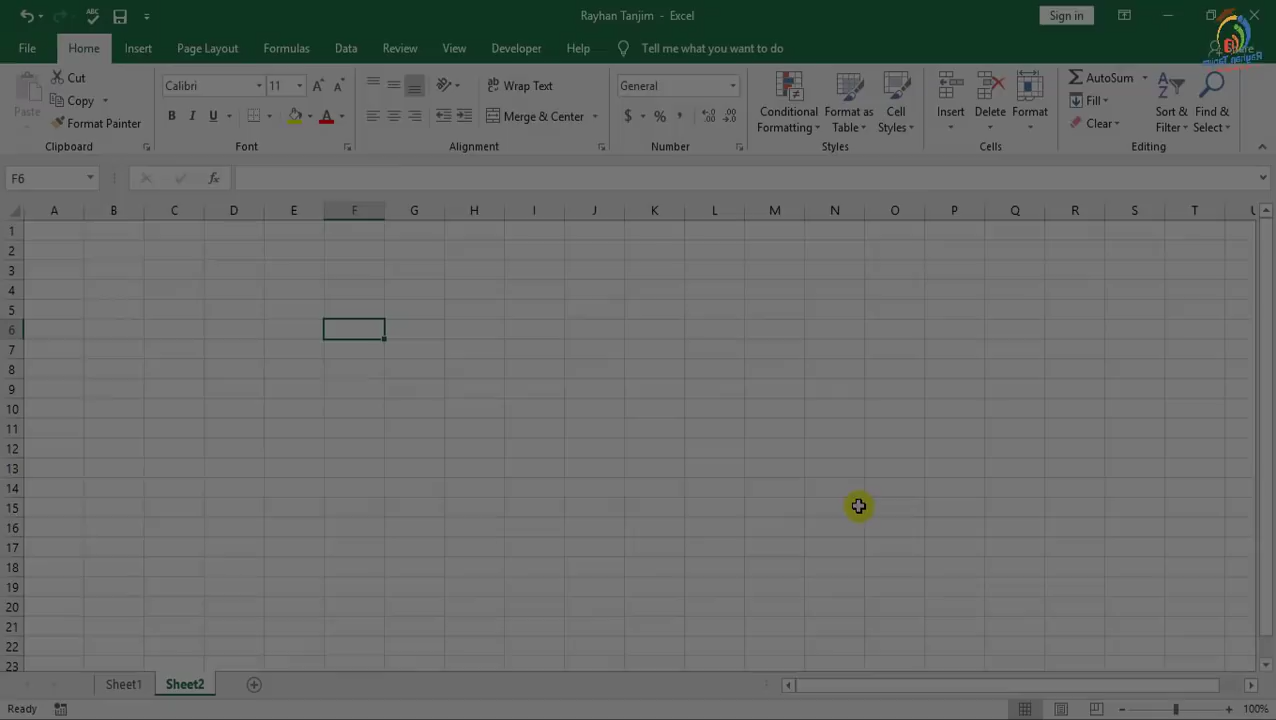 Rayhan Tanjim - Excel
Sign in
File Home Insert Page Layout Formulas Data Review View Developer Help Tell me what you want to do Share
Paste
Cut
Copy
Format Painter
Clipboard
Calibri 11
B I U A
Font
ab Wrap Text
Merge & Center
Alignment
General
$ % ,
Number
Conditional Formatting
Format as Table
Cell Styles
Styles
Insert
Delete
Format
Cells
AutoSum
Fill
Clear
Sort & Filter
Find & Select
Editing
F6 fx
A B C D E F G H I J K L M N O P Q R S T U
1
2
3
4
5
6
7
8
9
10
11
12
13
14
15
16
17
18
19
20
21
22
23
Sheet1 Sheet2
Ready 100%